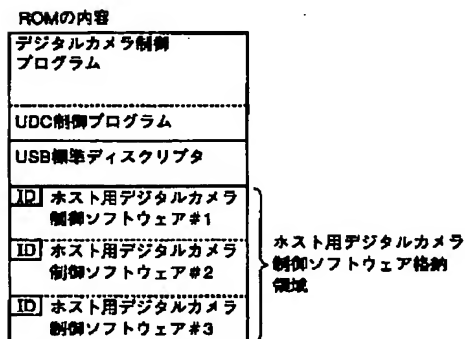 ROMの内容
デジタルカメラ制御
プログラム
UDC制御プログラム
USB標準ディスクリプタ
ID ホスト用デジタルカメラ
制御ソフトウェア#1
ID ホスト用デジタルカメラ
制御ソフトウェア#2
ID ホスト用デジタルカメラ
制御ソフトウェア#3
ホスト用デジタルカメラ
制御ソフトウェア格納
領域